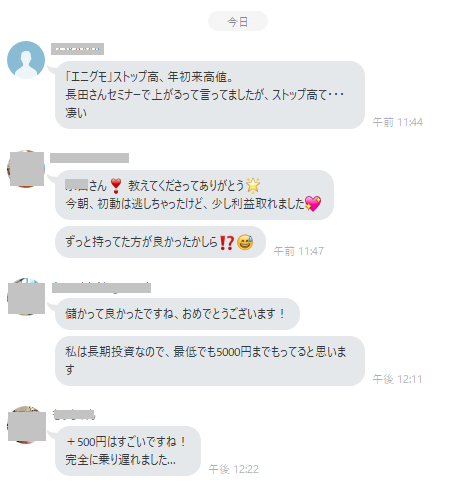 今日
「エニグモ」ストップ高、年初来高値。
長田さんセミナーで上がるって言ってましたが、ストップ高て・・・
凄い
午前 11:44
さん❣ 教えてくださってありがとう🌟
今朝、初動は逃しちゃったけど、少し利益取れました💖
ずっと持ってた方が良かったかしら⁉😅
午前 11:47
儲かって良かったですね、おめでとうございます！
私は長期投資なので、最低でも5000円までもってると思いま
す
午後 12:11
＋500円はすごいですね！
完全に乗り遅れました...
午後 12:22